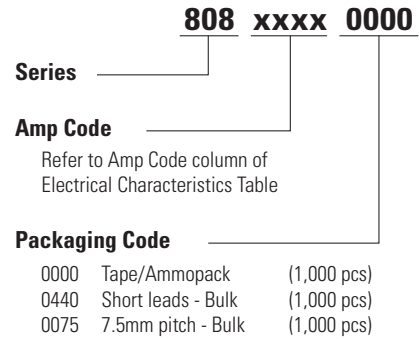 808 xxxx 0000
Series
Amp Code
Refer to Amp Code column of
Electrical Characteristics Table
Packaging Code
0000 Tape/Ammopack (1,000 pcs)
0440 Short leads - Bulk (1,000 pcs)
0075 7.5mm pitch - Bulk (1,000 pcs)